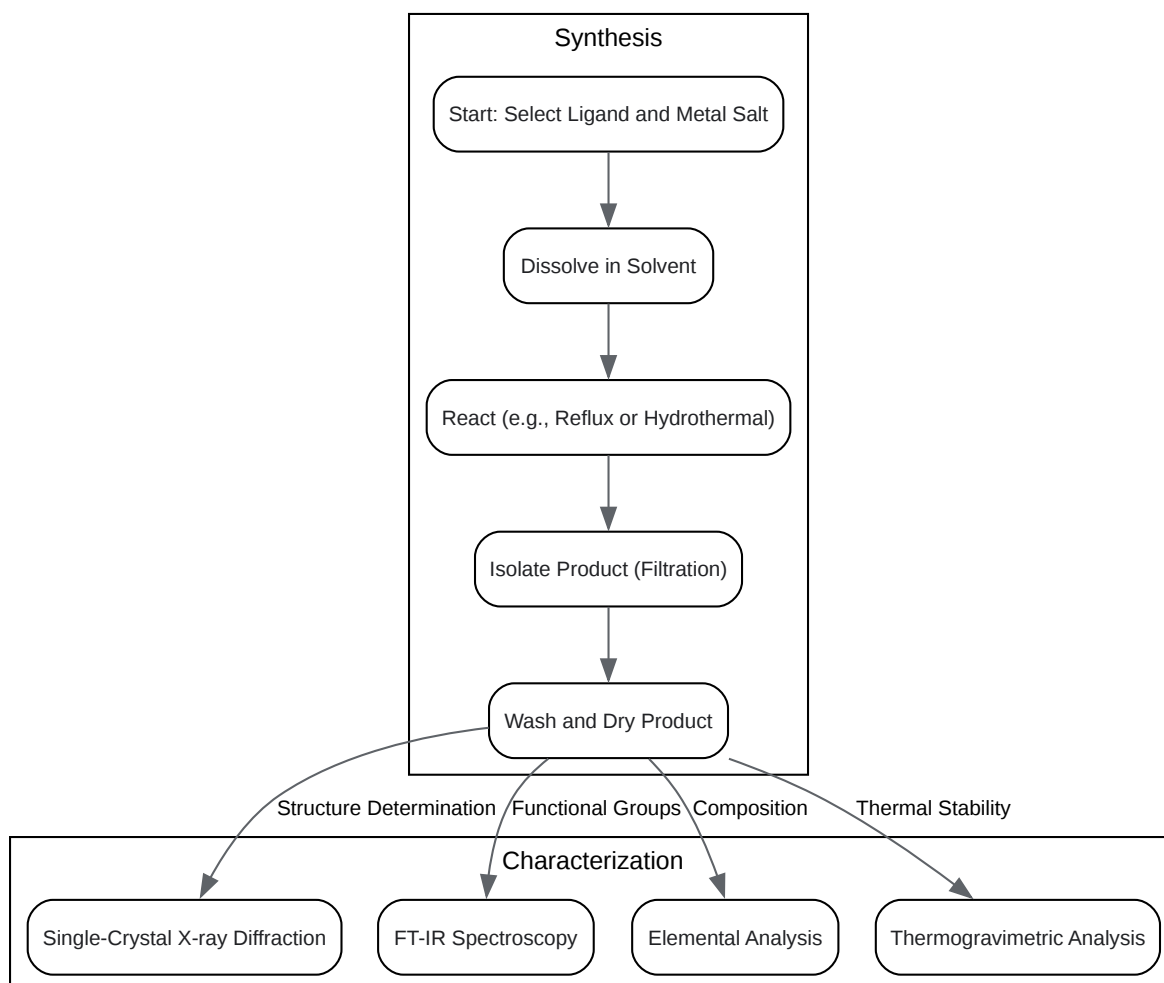 Synthesis
Start: Select Ligand and Metal Salt
Dissolve in Solvent
React (e.g., Reflux or Hydrothermal)
Isolate Product (Filtration)
Wash and Dry Product
Structure Determination
Functional Groups
Composition
Thermal Stability
Characterization
Single-Crystal X-ray Diffraction
FT-IR Spectroscopy
Elemental Analysis
Thermogravimetric Analysis